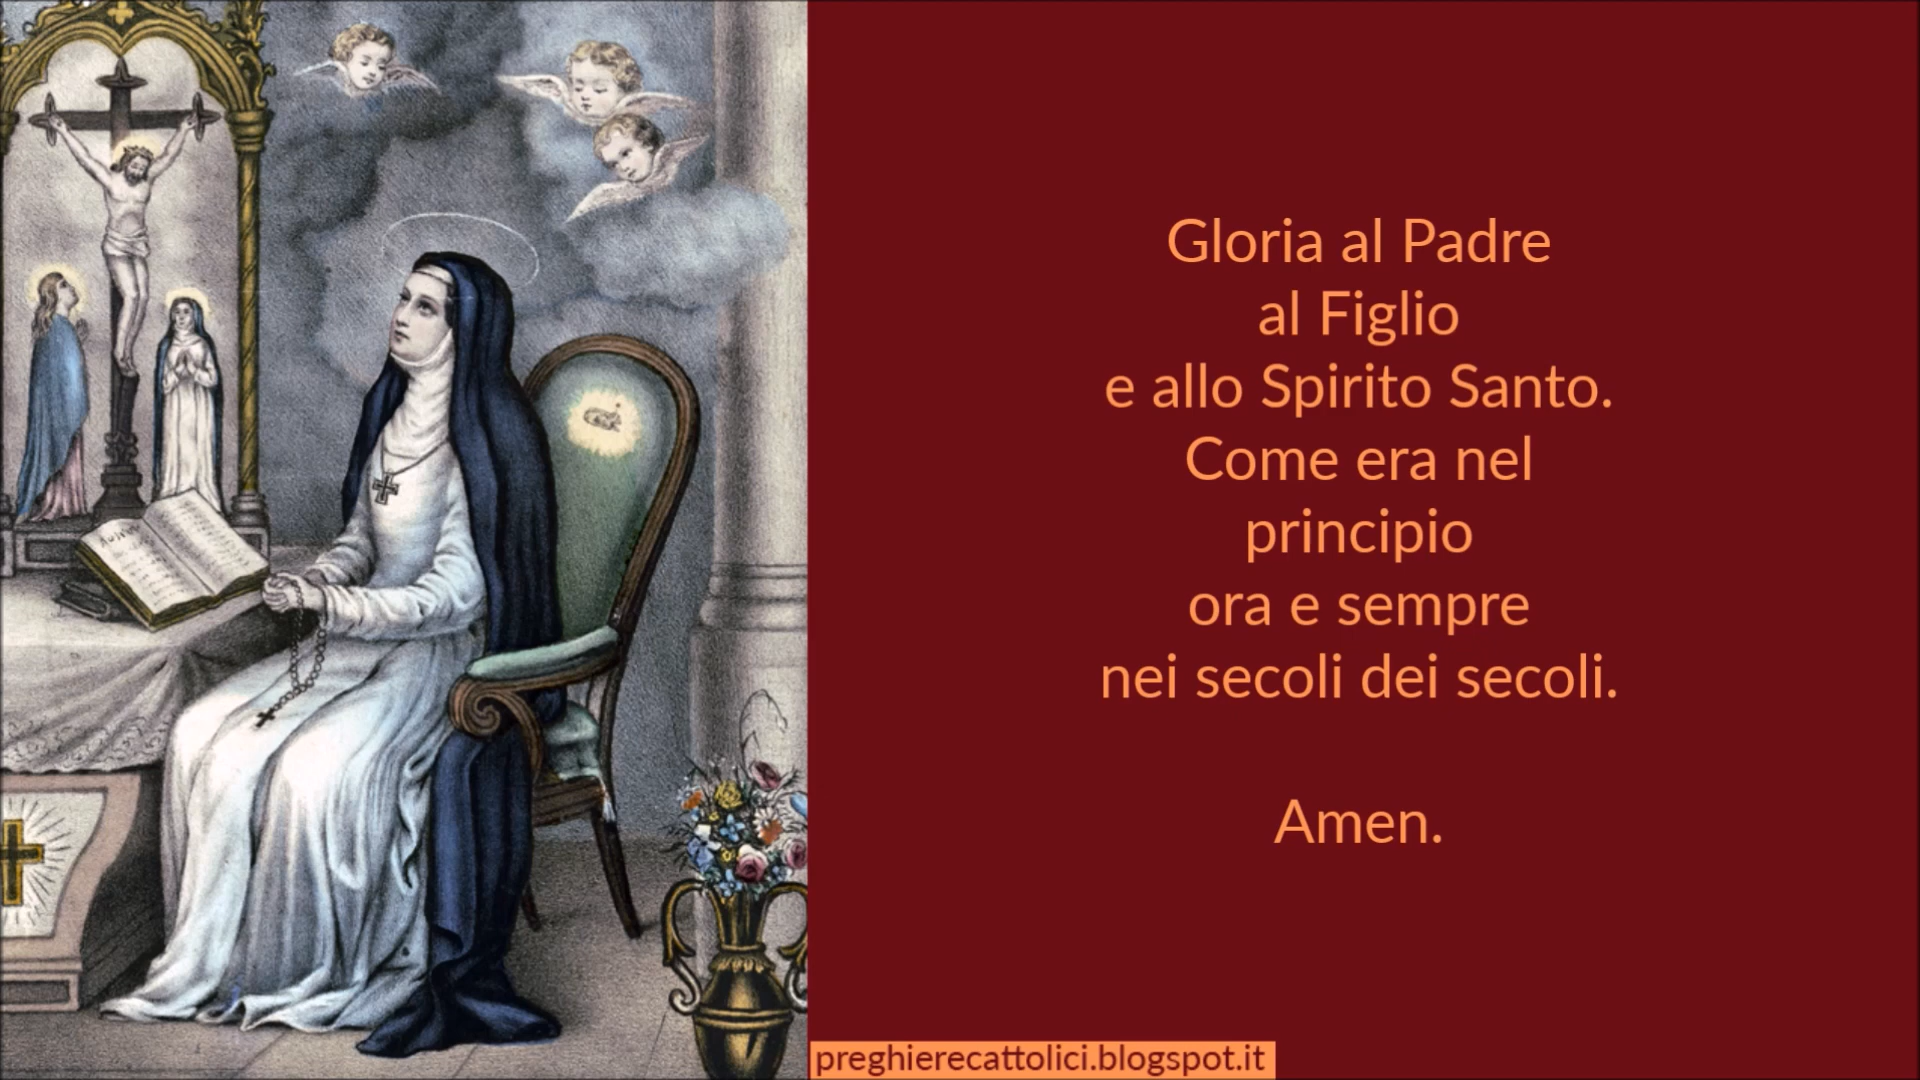 Gloria al Padre
al Figlio
e allo Spirito Santo.
Come era nel
principio
ora e sempre
nei secoli dei secoli.
Amen.
preghierecattolici.blogspot.it